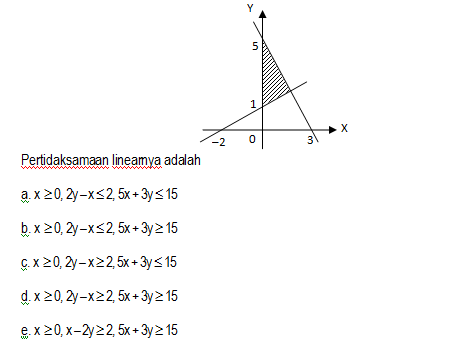 Y
5
1
X
–2
0
3
Pertidaksamaan linearnya adalah
a. x ≥ 0, 2y – x ≤ 2, 5x + 3y ≤ 15
b. x ≥ 0, 2y – x ≤ 2, 5x + 3y ≥ 15
c. x ≥ 0, 2y – x ≥ 2, 5x + 3y ≤ 15
d. x ≥ 0, 2y – x ≥ 2, 5x + 3y ≥ 15
e. x ≥ 0, x – 2y ≥ 2, 5x + 3y ≥ 15